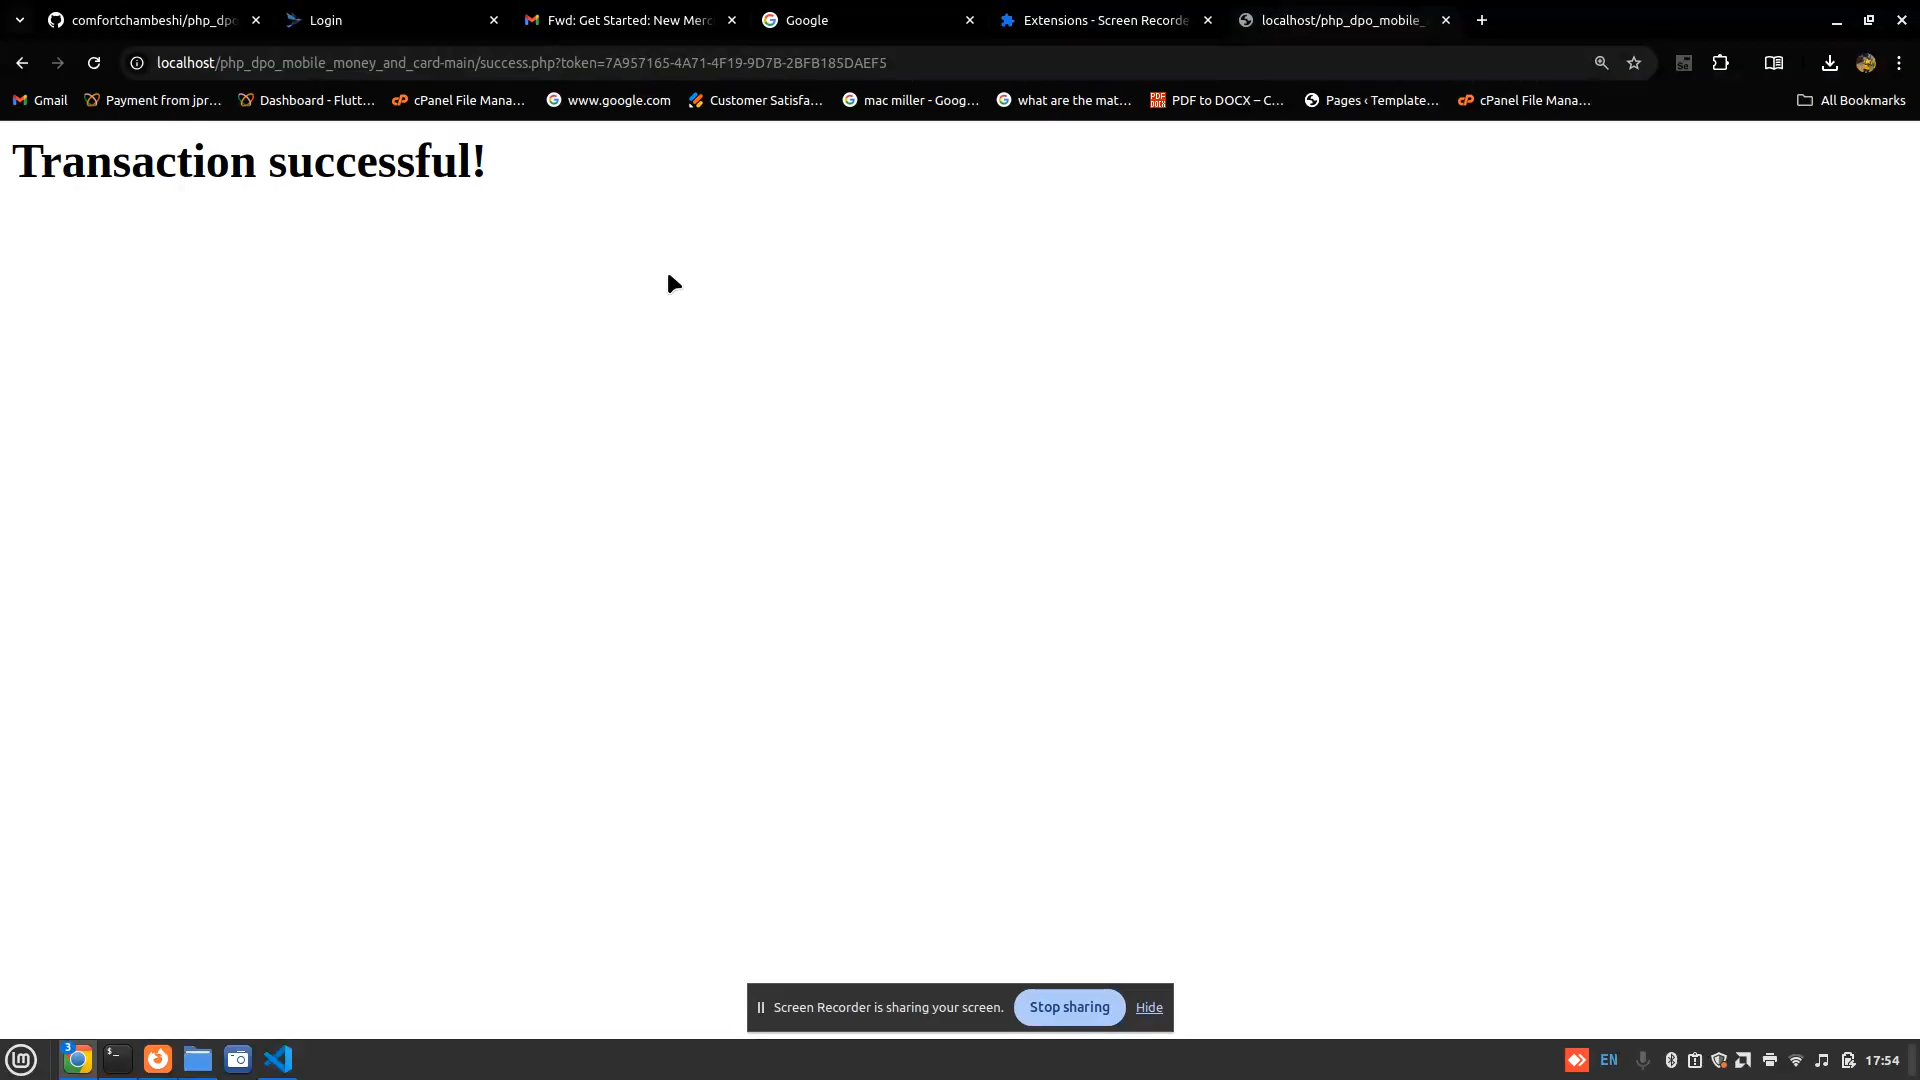 comfortchambeshi/php_dpo
Login
Fwd: Get Started: New Merc
Google
Extensions - Screen Recorde
localhost/php_dpo_mobile_
localhost/php_dpo_mobile_money_and_card-main/success.php?token=7A957165-4A71-4F19-9D7B-2BFB185DAEF5
Gmail
Payment from jpr...
Dashboard - Flutt...
cPanel File Mana...
www.google.com
Customer Satisfa...
mac miller - Goog...
what are the mat...
PDF to DOCX – C...
Pages ‹ Template...
cPanel File Mana...
All Bookmarks
Transaction successful!
Screen Recorder is sharing your screen.
Stop sharing
Hide
3
EN
17:54